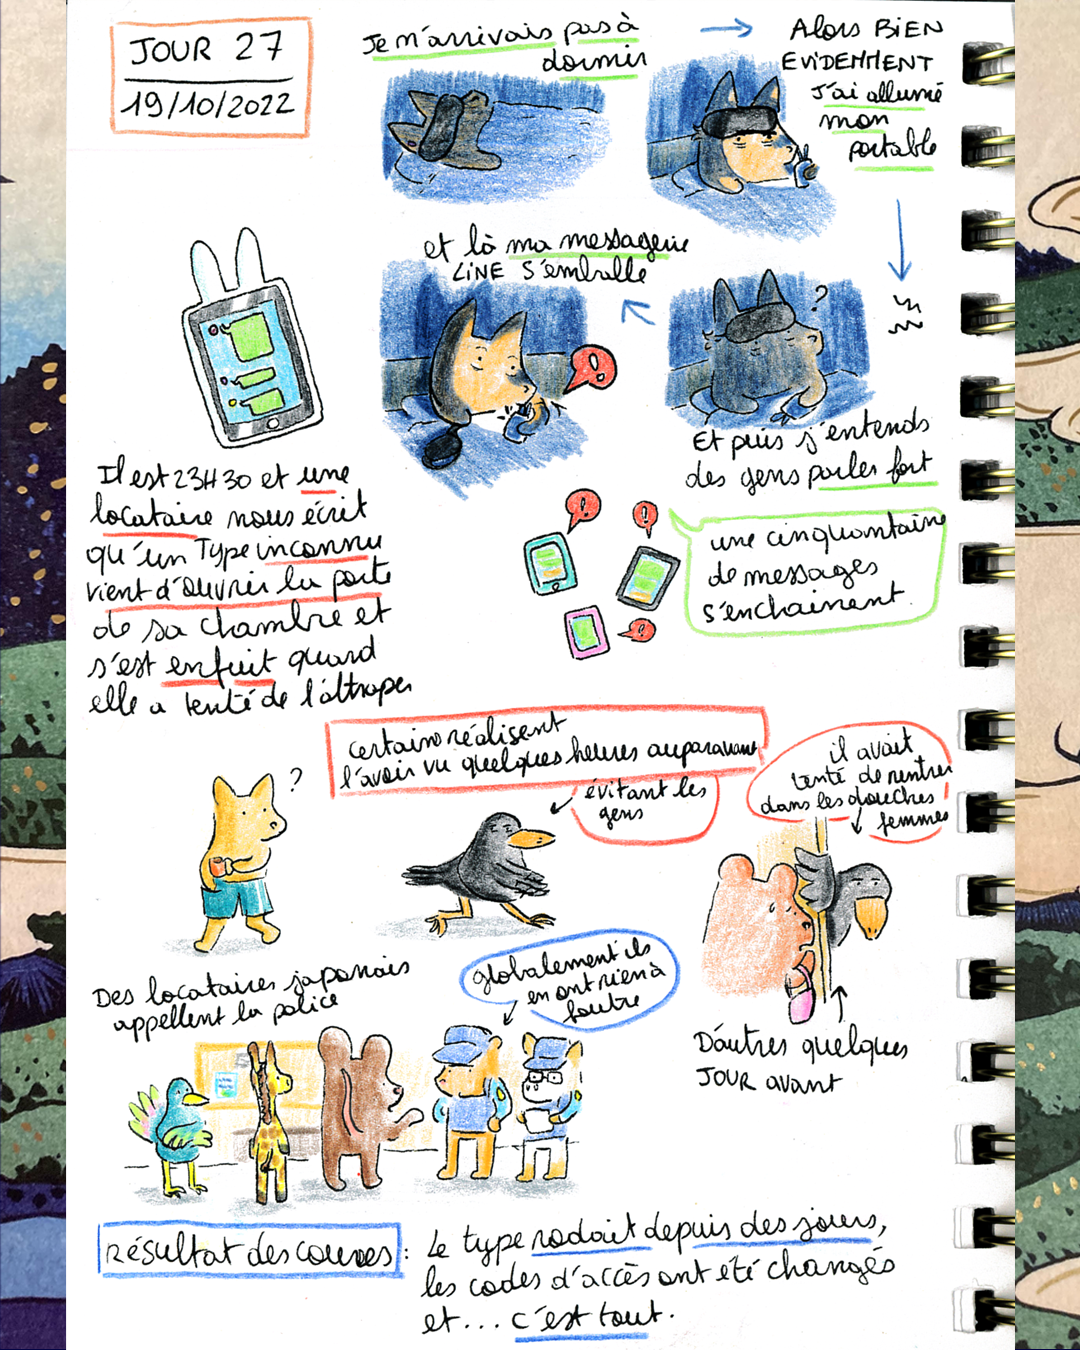 JOUR 27
19/10/2022
Je n'arrivais pas à
dormir
Alors BIEN
EVIDEMMENT
J'ai allumé
mon
portable
?
Et puis j'entends
des gens parler fort
et là ma messagerie
LINE s'emballe
!
Il est 23H30 et une
locataire nous écrit
qu'un Type inconnu
vient d'ouvrir la porte
de sa chambre et
s'est enfuit quand
elle a tenté de l'attraper
!
!
!
une cinquantaine
de messages
s'enchainent.
certains réalisent
l'avoir vu quelques heures auparavant
évitant les
gens
?
il avait
tenté de rentrer
dans les douches
femmes
D'autres quelques
JOUR avant
Des locataires japonais
appellent la police
globalement ils
en ont rien à
foutre
résultat des courses : Le type rodait depuis des jours,
les codes d'accès ont été changés
et... c'est tout.